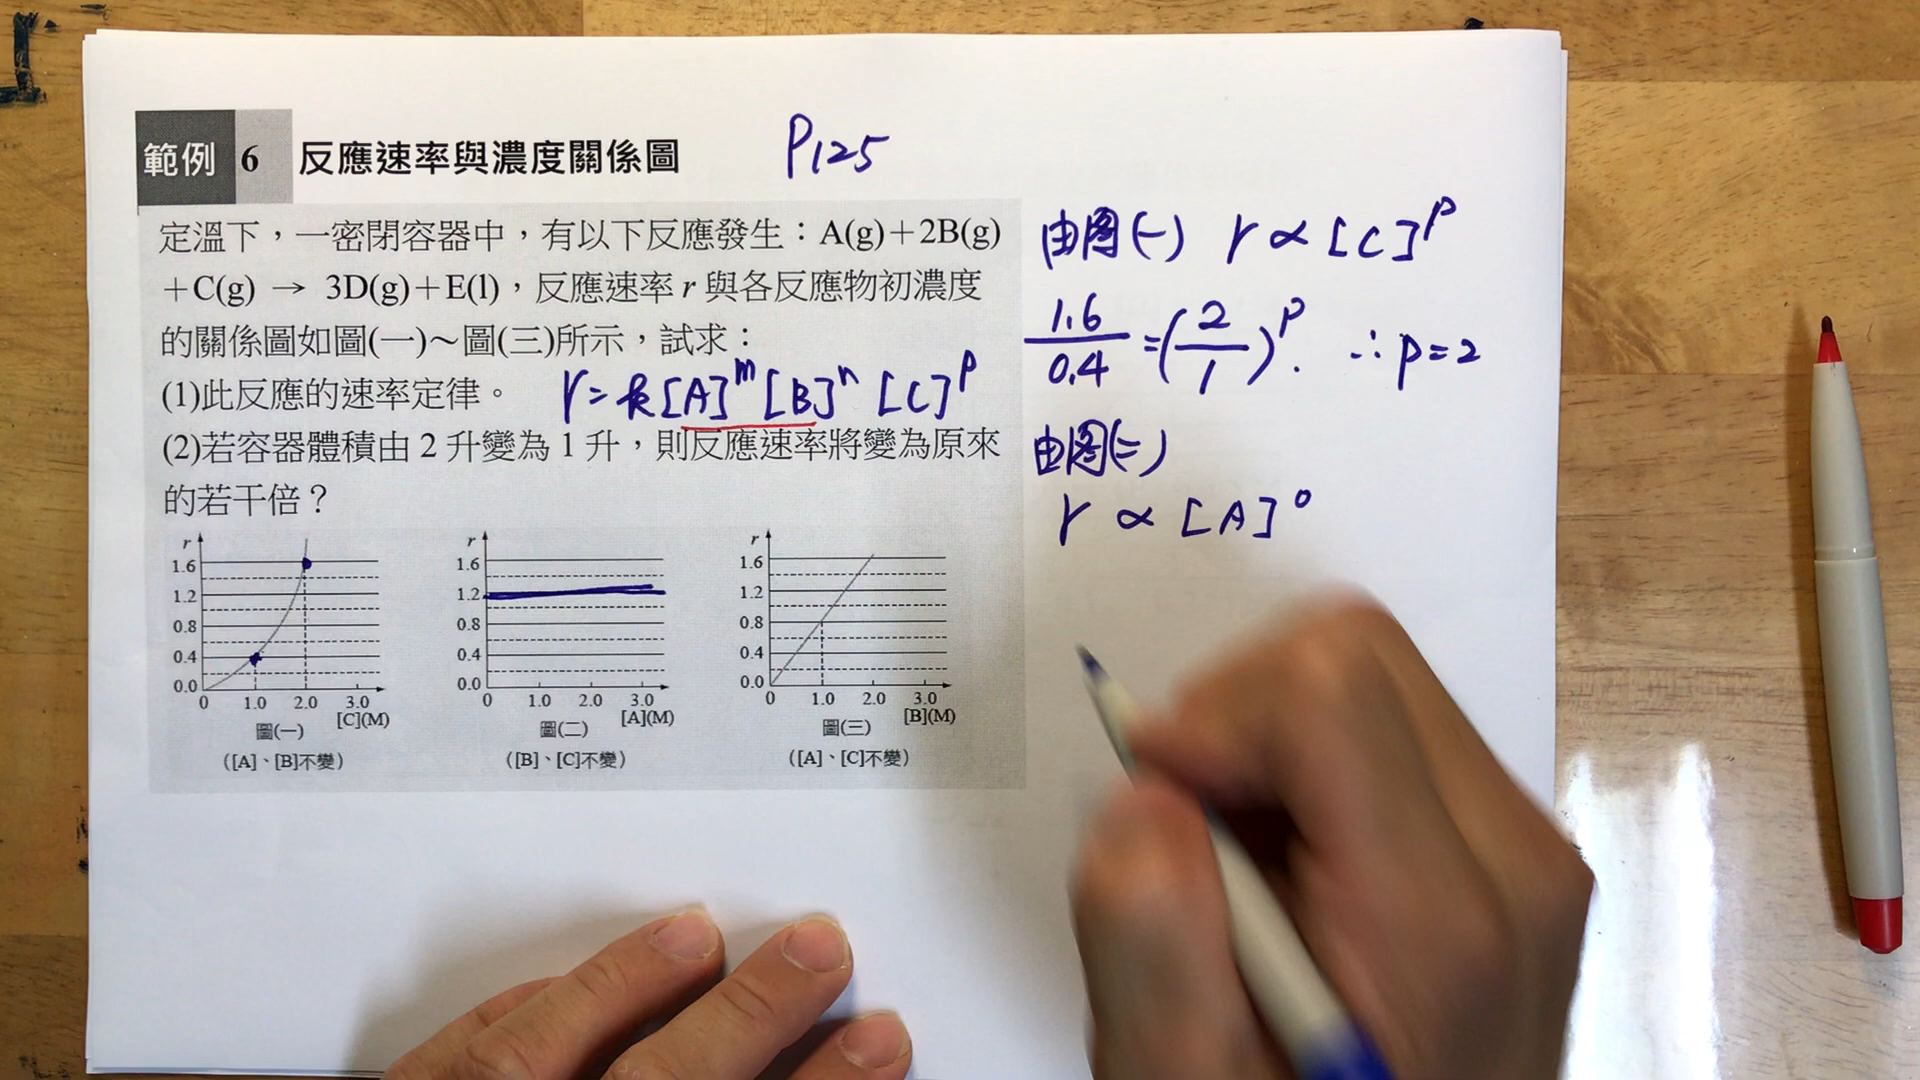 範例 6 反應速率與濃度關係圖 P125
定溫下，一密閉容器中，有以下反應發生：A(g)＋2B(g)
＋C(g) → 3D(g)＋E(l)，反應速率 r 與各反應物初濃度
的關係圖如圖(一)～圖(三)所示，試求：
(1)此反應的速率定律。 r = k[A]^m [B]^n [C]^p
(2)若容器體積由 2 升變為 1 升，則反應速率將變為原來
的若干倍？
r
1.6
1.2
0.8
0.4
0.0
0 1.0 2.0 3.0
[C](M)
圖(一)
（[A]、[B]不變）
r
1.6
1.2
0.8
0.4
0.0
0 1.0 2.0 3.0
[A](M)
圖(二)
（[B]、[C]不變）
r
1.6
1.2
0.8
0.4
0.0
0 1.0 2.0 3.0
[B](M)
圖(三)
（[A]、[C]不變）
由图(一) r ∝ [C]^p
1.6/0.4 = (2/1)^p. ∴ p = 2
由图(二)
r ∝ [A]^0